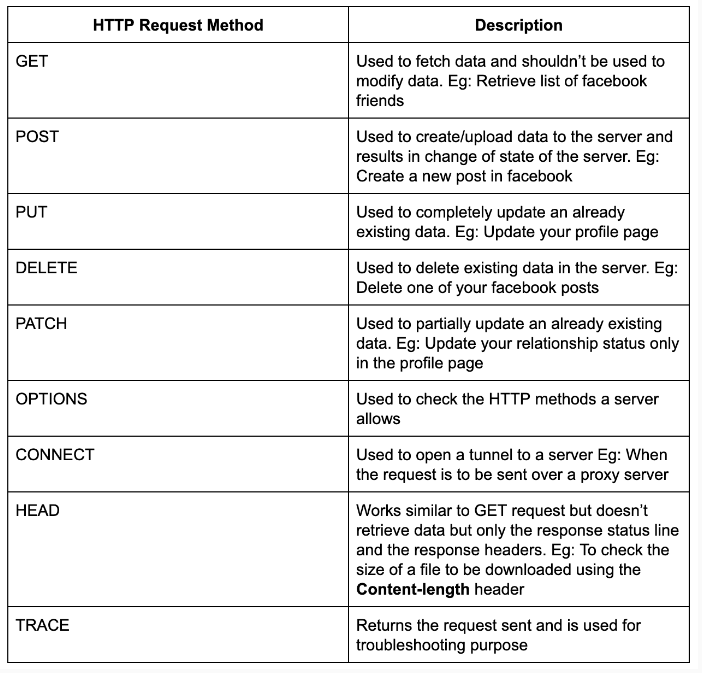 HTTP Request Method
Description
GET
Used to fetch data and shouldn't be used to
modify data. Eg: Retrieve list of facebook
friends
POST
Used to create/upload data to the server and
results in change of state of the server. Eg:
Create a new post in facebook
PUT
Used to completely update an already
existing data. Eg: Update your profile page
DELETE
Used to delete existing data in the server. Eg:
Delete one of your facebook posts
PATCH
Used to partially update an already existing
data. Eg: Update your relationship status only
in the profile page
OPTIONS
Used to check the HTTP methods a server
allows
CONNECT
Used to open a tunnel to a server Eg: When
the request is to be sent over a proxy server
HEAD
Works similar to GET request but doesn't
retrieve data but only the response status line
and the response headers. Eg: To check the
size of a file to be downloaded using the
Content-length header
TRACE
Returns the request sent and is used for
troubleshooting purpose